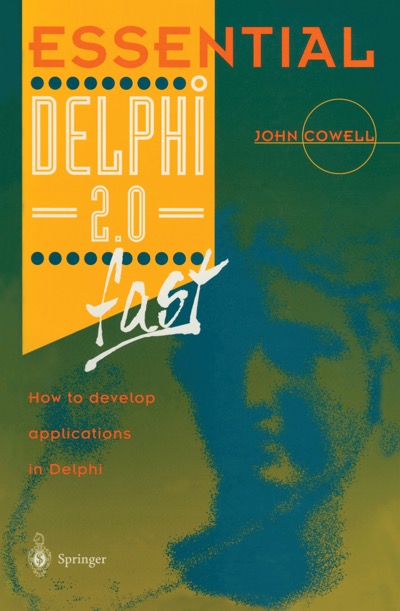 ESSENTIAL
DELPHI
2.0
fast
JOHN COWELL
How to develop
applications
in Delphi
Springer